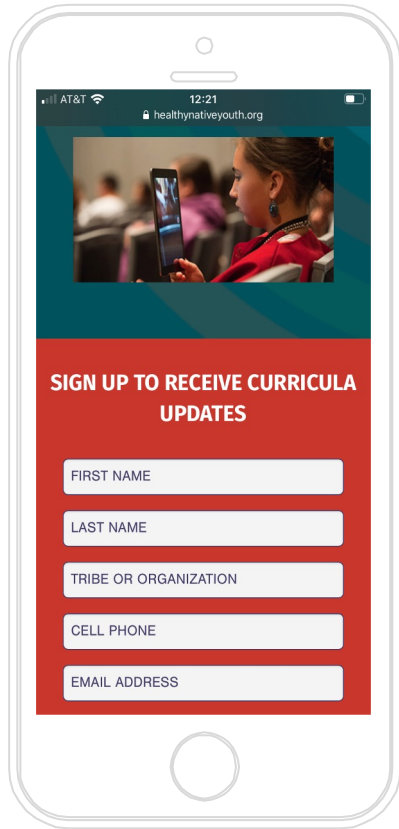 AT&T 12:21
healthynativeyouth.org
SIGN UP TO RECEIVE CURRICULA
UPDATES
FIRST NAME
LAST NAME
TRIBE OR ORGANIZATION
CELL PHONE
EMAIL ADDRESS